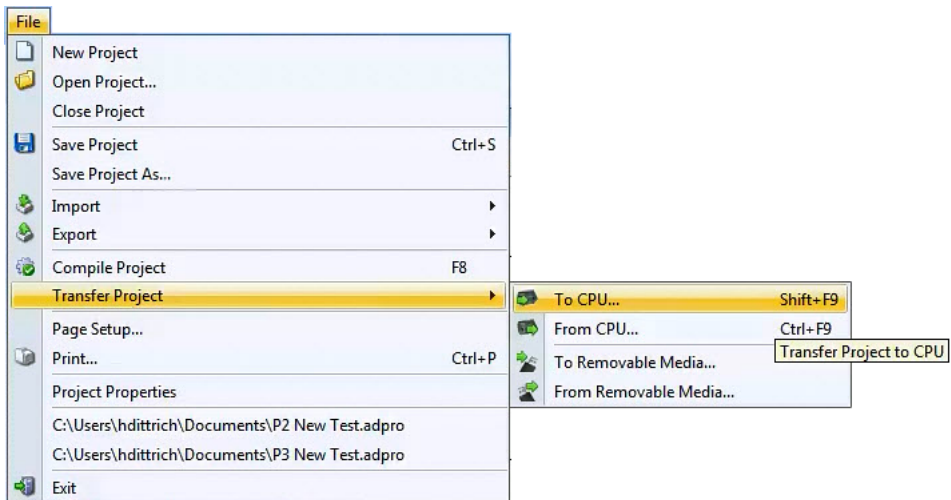 File
New Project
Open Project...
Close Project
Save Project Ctrl+S
Save Project As...
Import
Export
Compile Project F8
Transfer Project
To CPU... Shift+F9
From CPU... Ctrl+F9
Transfer Project to CPU
To Removable Media...
From Removable Media...
Page Setup...
Print... Ctrl+P
Project Properties
C:\Users\hdittrich\Documents\P2 New Test.adpro
C:\Users\hdittrich\Documents\P3 New Test.adpro
Exit